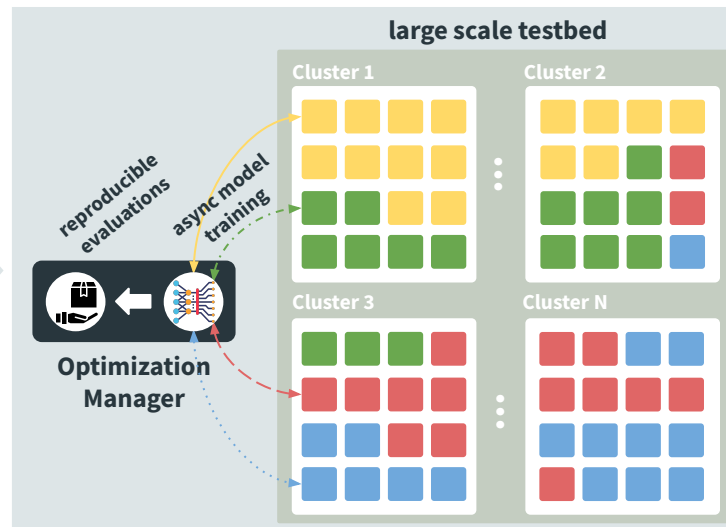 large scale testbed
Cluster 1
Cluster 2
reproducible
evaluations
async model
training
Cluster 3
Cluster N
Optimization
Manager